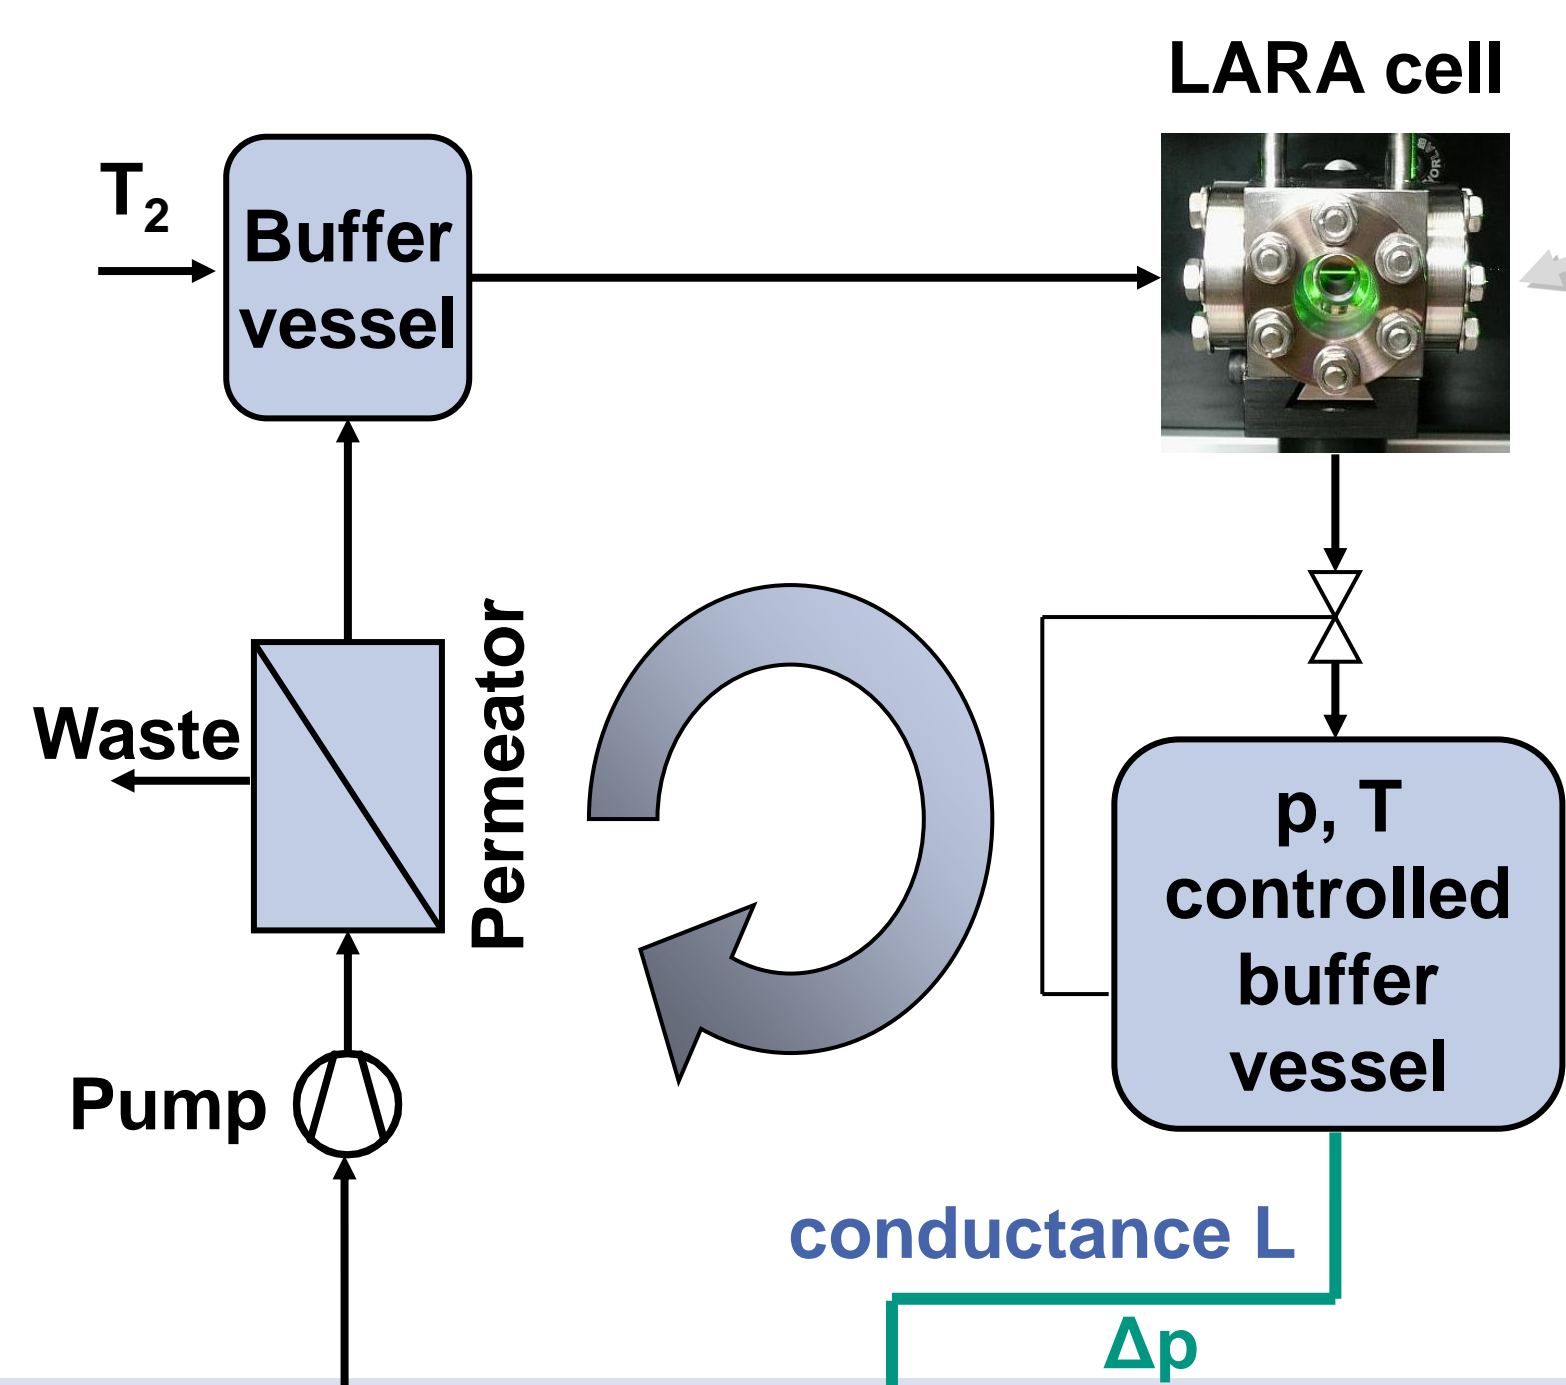 LARA cell
T₂
Buffer
vessel
Permeator
Waste
p, T
controlled
buffer
vessel
Pump
conductance L
Δp